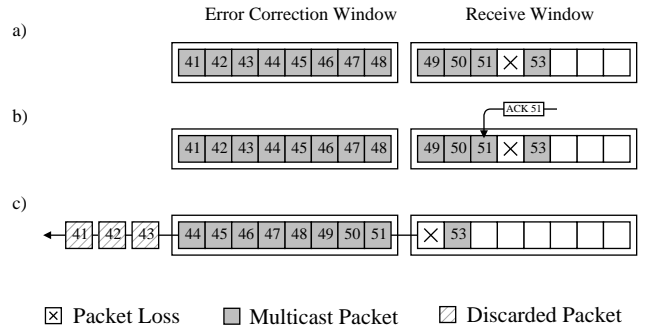 Error Correction Window Receive Window
a)
41 42 43 44 45 46 47 48 49 50 51 53
b)
ACK 51
41 42 43 44 45 46 47 48 49 50 51 53
c)
41 42 43 44 45 46 47 48 49 50 51 53
Packet Loss Multicast Packet Discarded Packet